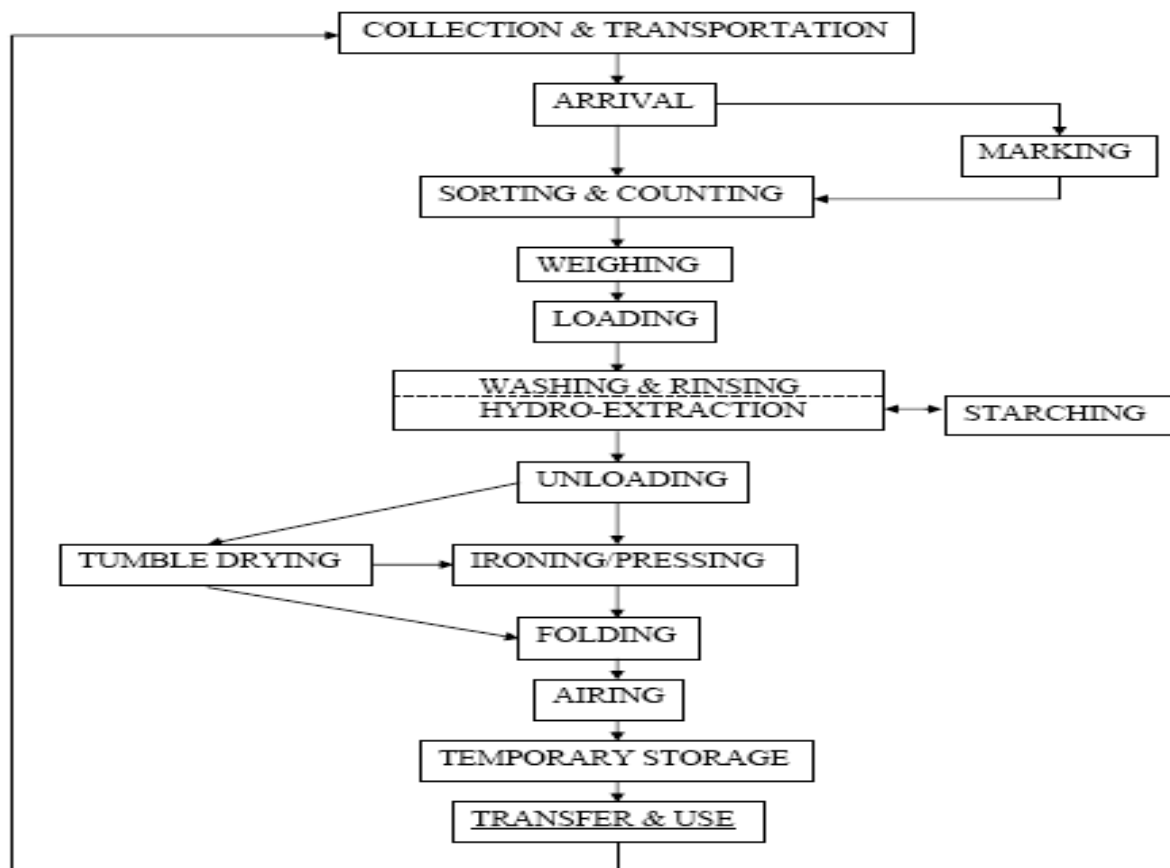 COLLECTION & TRANSPORTATION
ARRIVAL
MARKING
SORTING & COUNTING
WEIGHING
LOADING
WASHING & RINSING
HYDRO-EXTRACTION
STARCHING
UNLOADING
TUMBLE DRYING
IRONING/PRESSING
FOLDING
AIRING
TEMPORARY STORAGE
TRANSFER & USE